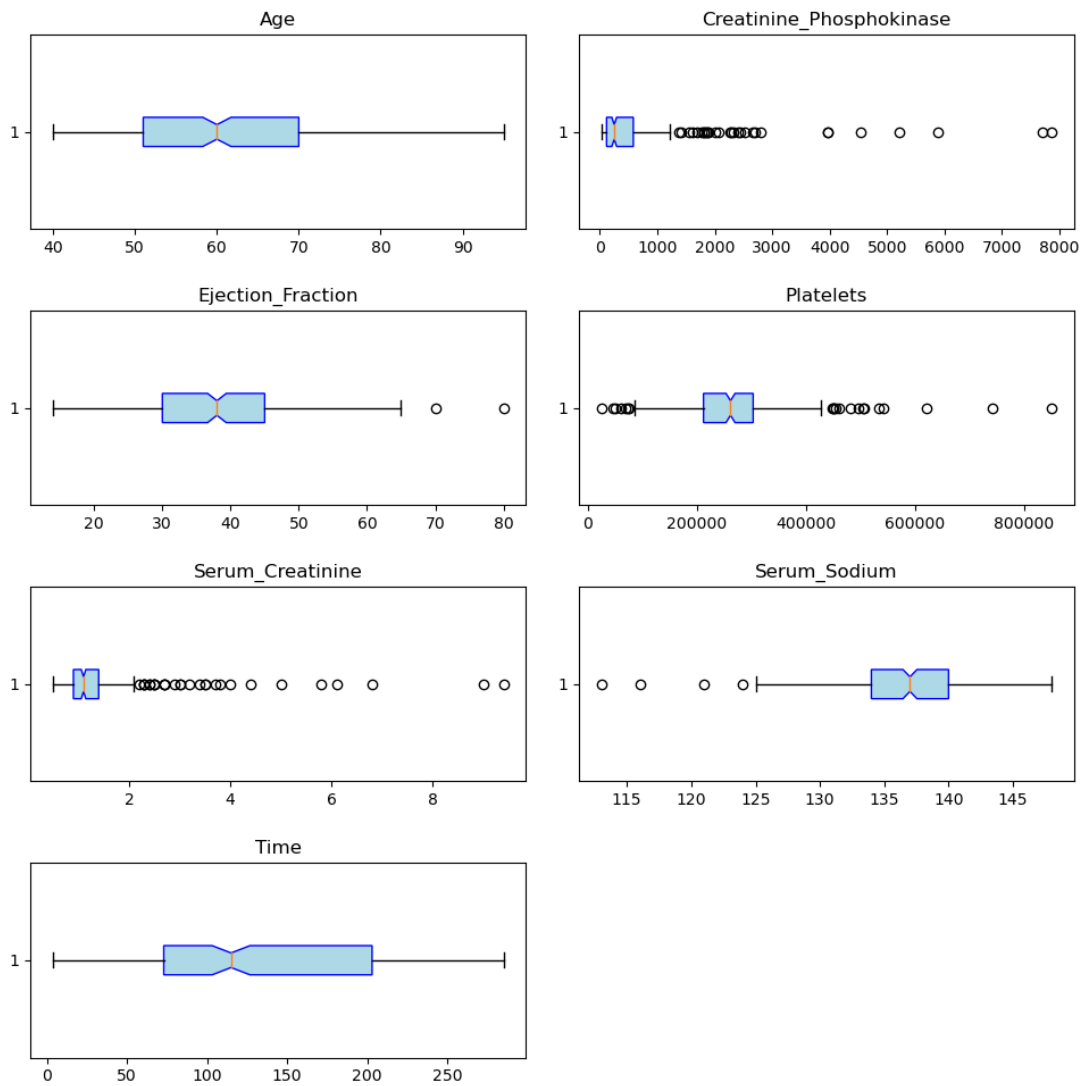 Age
1
40 50 60 70 80 90
Creatinine_Phosphokinase
1
0 1000 2000 3000 4000 5000 6000 7000 8000
Ejection_Fraction
1
20 30 40 50 60 70 80
Platelets
1
0 200000 400000 600000 800000
Serum_Creatinine
1
2 4 6 8
Serum_Sodium
1
115 120 125 130 135 140 145
Time
1
0 50 100 150 200 250